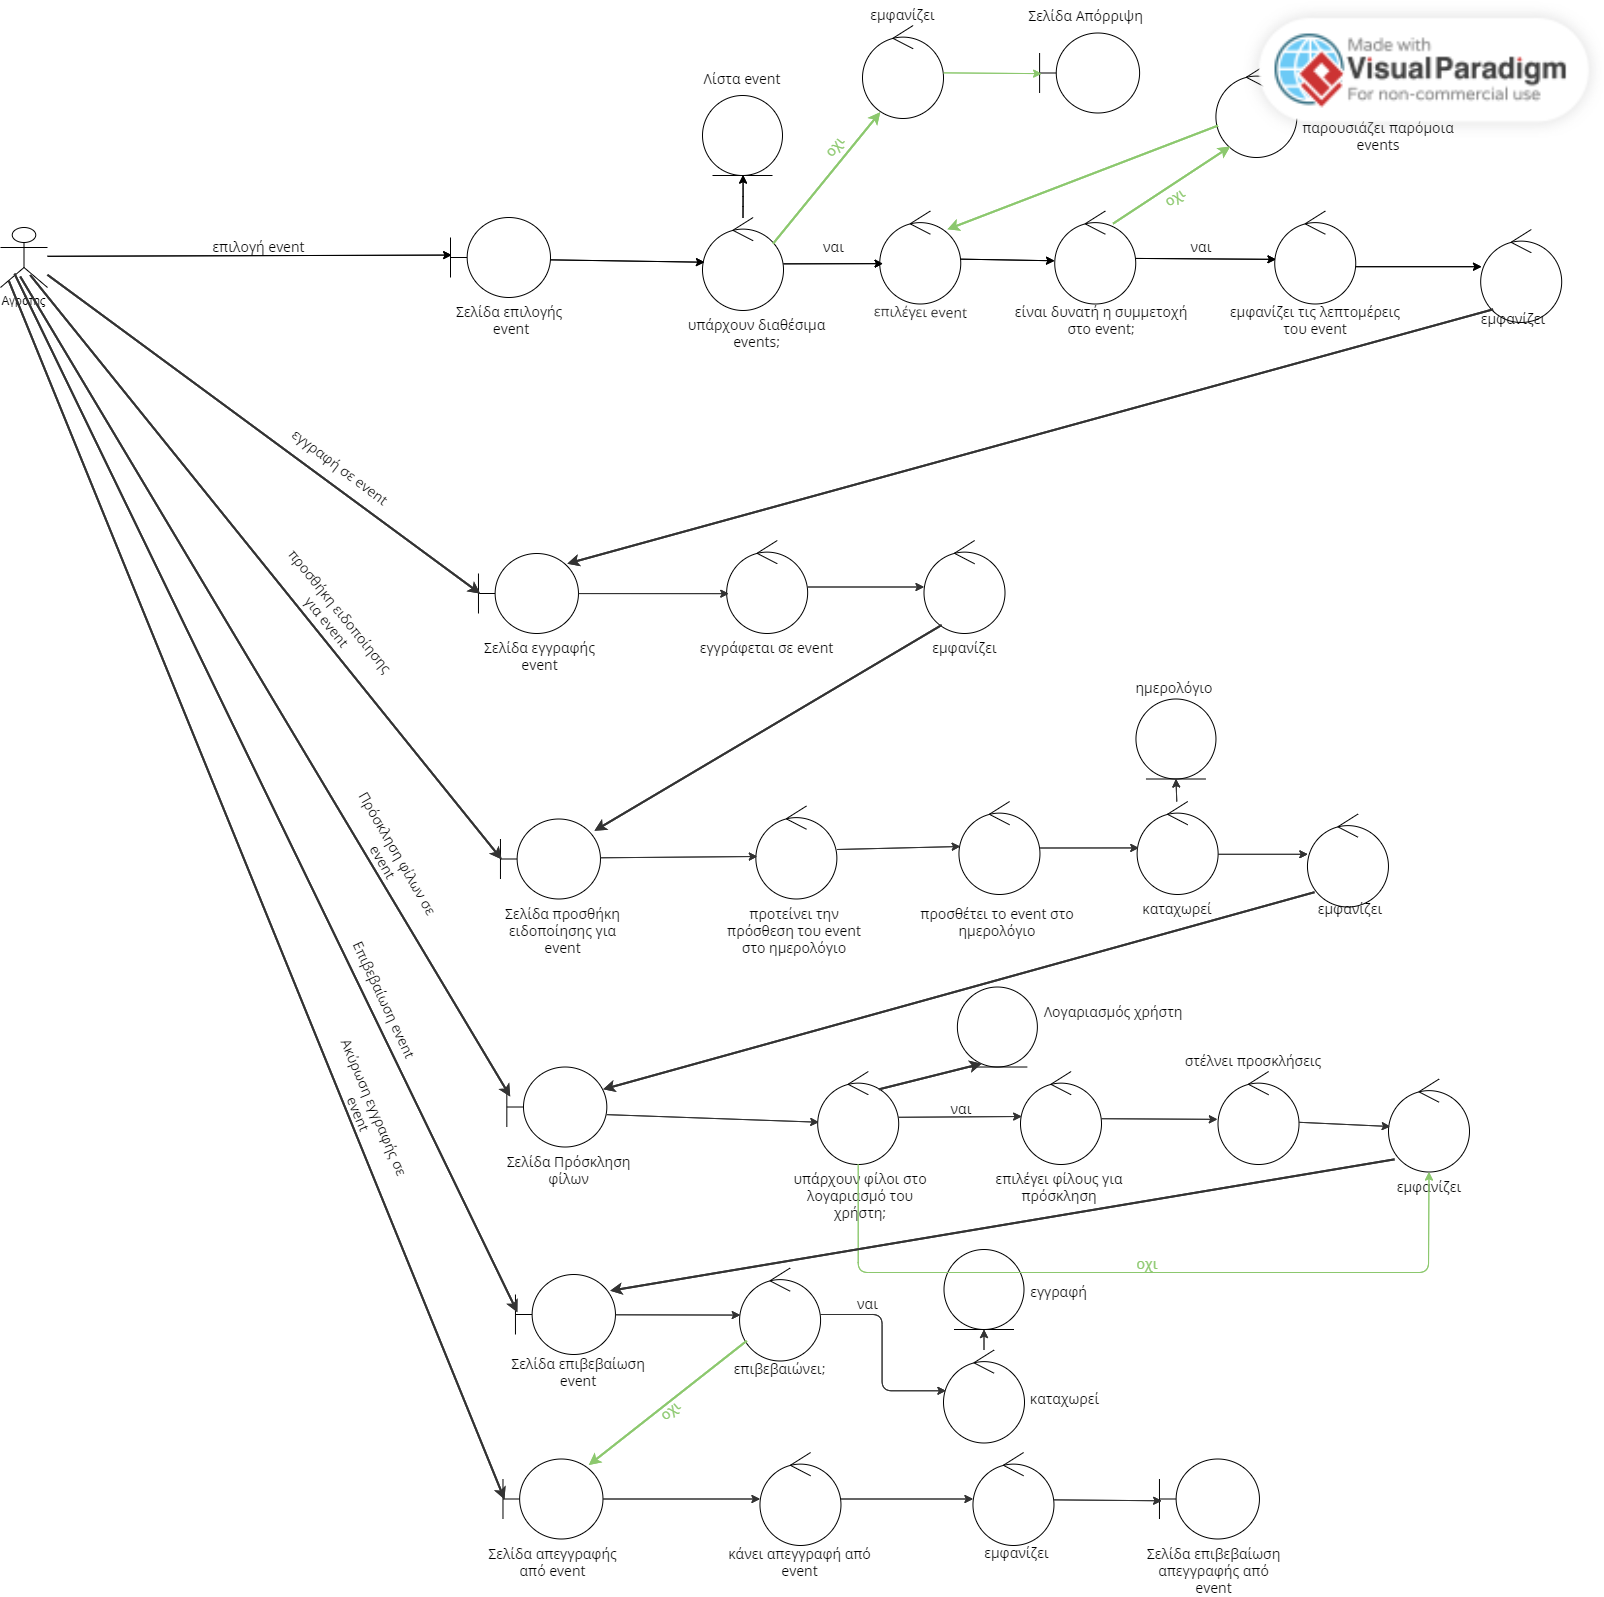 εμφανίζει
Σελίδα Απόρριψη
Made with
Visual Paradigm
For non-commercial use
Λίστα event
παρουσιάζει παρόμοια
events
οχι
οχι
επιλογή event
ναι
ναι
Αγρότης
Σελίδα επιλογής
event
υπάρχουν διαθέσιμα
events;
επιλέγει event
είναι δυνατή η συμμετοχή
στο event;
εμφανίζει τις λεπτομέρεις
του event
εμφανίζει
εγγραφή σε event
προσθήκη ειδοποίησης
για event
Σελίδα εγγραφής
event
εγγράφεται σε event
εμφανίζει
ημερολόγιο
Πρόσκληση φίλων σε
event
Σελίδα προσθήκη
ειδοποίησης για
event
προτείνει την
πρόσθεση του event
στο ημερολόγιο
προσθέτει το event στο
ημερολόγιο
καταχωρεί
εμφανίζει
Επιβεβαίωση event
Λογαριασμός χρήστη
Ακύρωση εγγραφής σε
event
στέλνει προσκλήσεις
ναι
Σελίδα Πρόσκληση
φίλων
υπάρχουν φίλοι στο
λογαριασμό του
χρήστη;
επιλέγει φίλους για
πρόσκληση
εμφανίζει
οχι
εγγραφή
ναι
Σελίδα επιβεβαίωση
event
επιβεβαιώνει;
καταχωρεί
οχι
Σελίδα απεγγραφής
από event
κάνει απεγγραφή από
event
εμφανίζει
Σελίδα επιβεβαίωση
απεγγραφής από
event